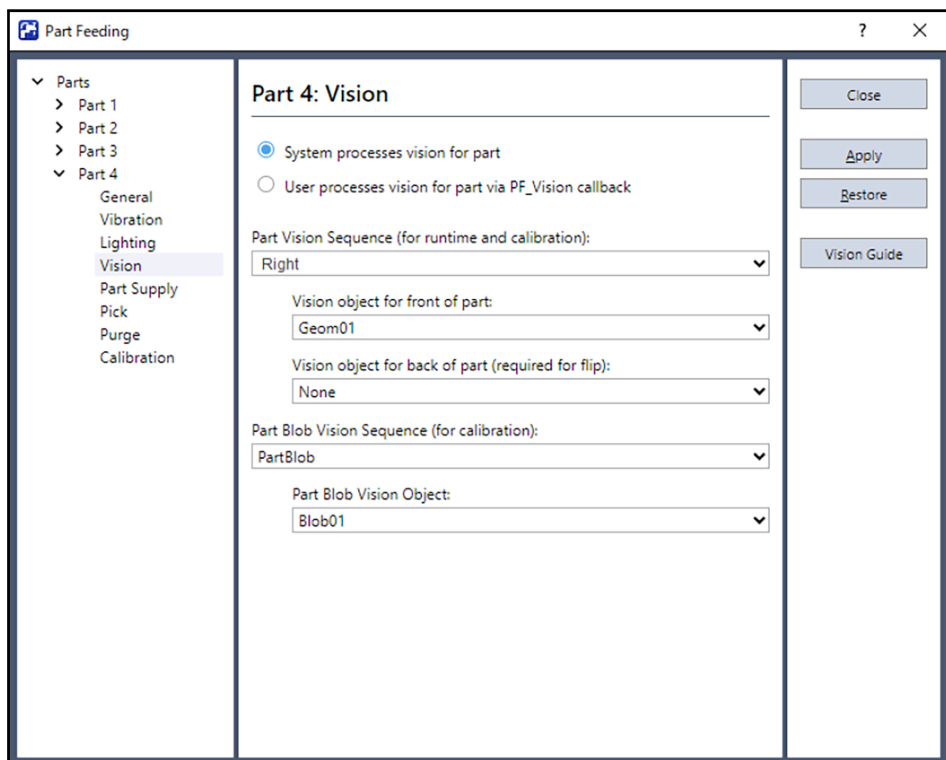 Part Feeding
?
Parts
Part 1
Part 2
Part 3
Part 4
General
Vibration
Lighting
Vision
Part Supply
Pick
Purge
Calibration
Part 4: Vision
System processes vision for part
User processes vision for part via PF_Vision callback
Part Vision Sequence (for runtime and calibration):
Right
Vision object for front of part:
Geom01
Vision object for back of part (required for flip):
None
Part Blob Vision Sequence (for calibration):
PartBlob
Part Blob Vision Object:
Blob01
Close
Apply
Restore
Vision Guide